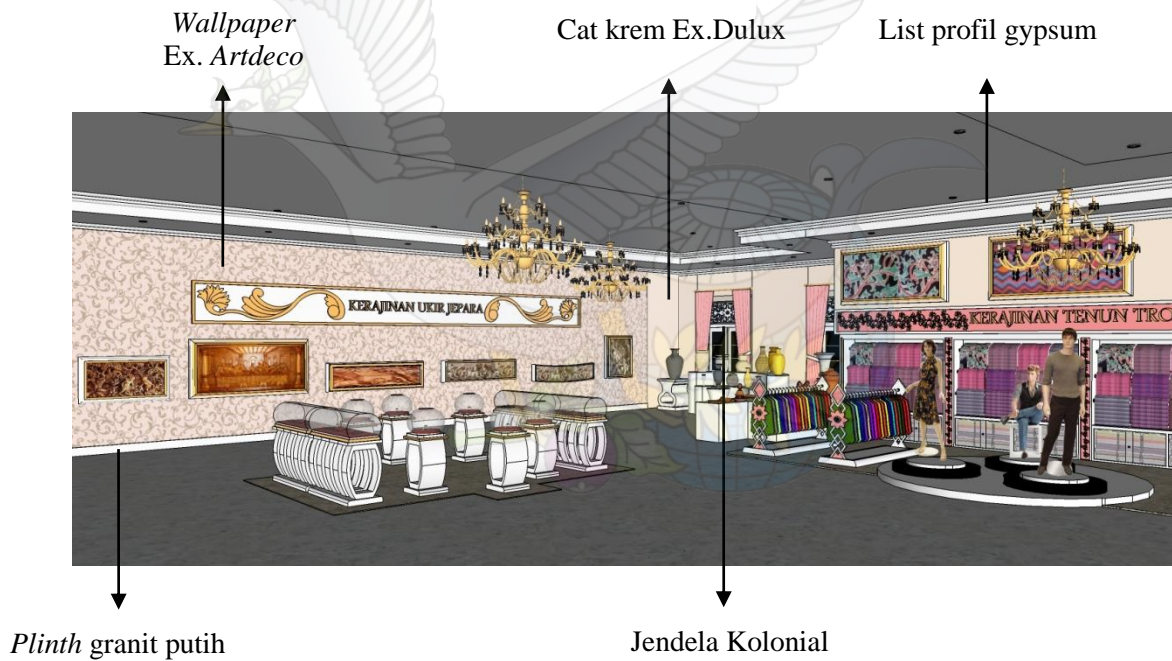 Wallpaper
Ex. Artdeco
Cat krem Ex.Dulux
List profil gypsum
KERAJINAN UKIR JEPARA
KERAJINAN TENUN TRO
Plinth granit putih
Jendela Kolonial